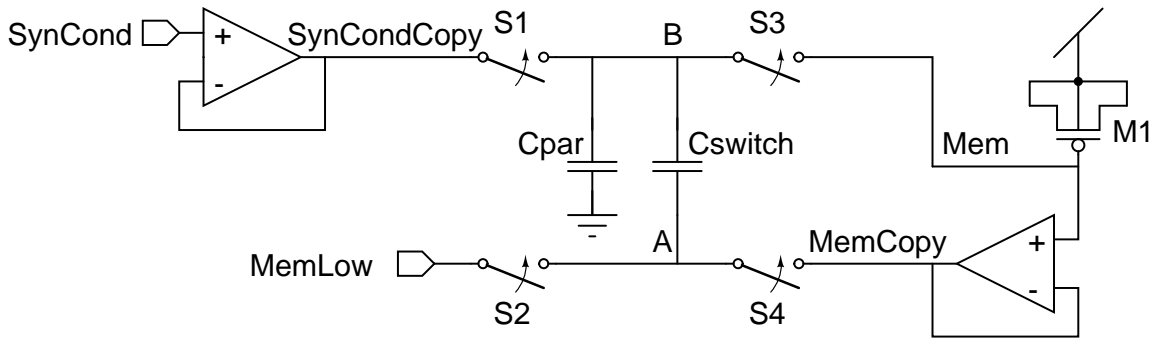 S1 B S3
SynCond + SynCondCopy
-
M1
Cpar Cswitch Mem
A MemCopy +
MemLow
-
S2 S4